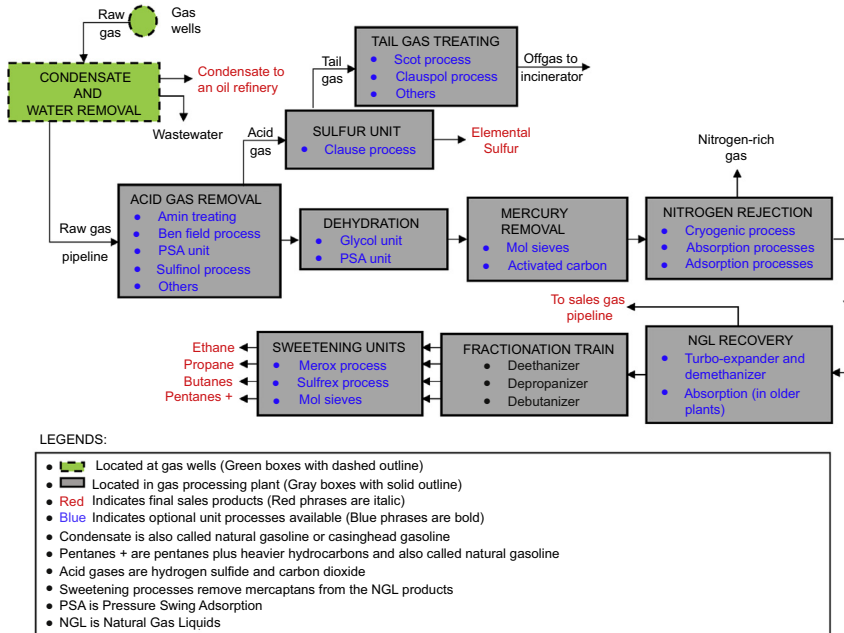 Raw
gas
Gas
wells
CONDENSATE
AND
WATER REMOVAL
Condensate to
an oil refinery
Wastewater
Tail
gas
TAIL GAS TREATING
• Scot process
• Clauspol process
• Others
Offgas to
incinerator
Acid
gas
SULFUR UNIT
• Clause process
Elemental
Sulfur
Nitrogen-rich
gas
Raw gas
pipeline
ACID GAS REMOVAL
• Amin treating
• Ben field process
• PSA unit
• Sulfinol process
• Others
DEHYDRATION
• Glycol unit
• PSA unit
MERCURY
REMOVAL
• Mol sieves
• Activated carbon
NITROGEN REJECTION
• Cryogenic process
• Absorption processes
• Adsorption processes
To sales gas
pipeline
NGL RECOVERY
• Turbo-expander and
demethanizer
• Absorption (in older
plants)
FRACTIONATION TRAIN
• Deethanizer
• Depropanizer
• Debutanizer
SWEETENING UNITS
• Merox process
• Sulfrex process
• Mol sieves
Ethane
Propane
Butanes
Pentanes +
LEGENDS:
• Located at gas wells (Green boxes with dashed outline)
• Located in gas processing plant (Gray boxes with solid outline)
• Red Indicates final sales products (Red phrases are italic)
• Blue Indicates optional unit processes available (Blue phrases are bold)
• Condensate is also called natural gasoline or casinghead gasoline
• Pentanes + are pentanes plus heavier hydrocarbons and also called natural gasoline
• Acid gases are hydrogen sulfide and carbon dioxide
• Sweetening processes remove mercaptans from the NGL products
• PSA is Pressure Swing Adsorption
• NGL is Natural Gas Liquids